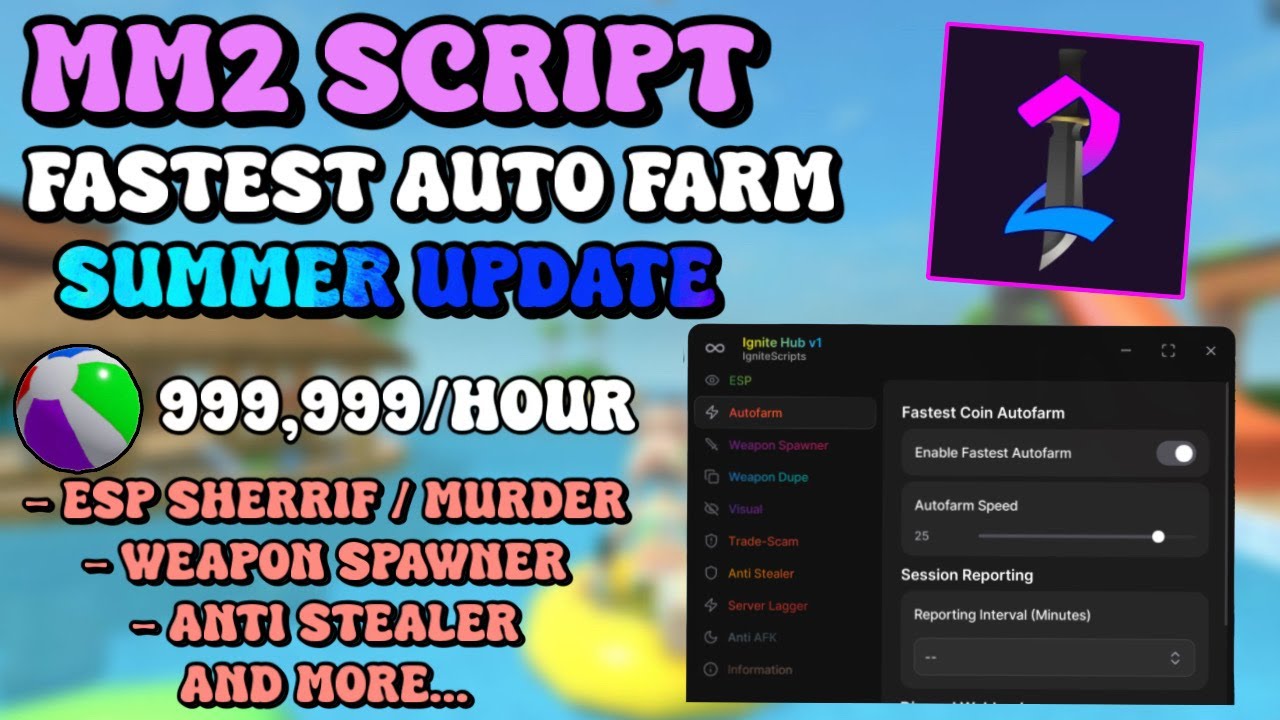 MM2 SCRIPT
FASTEST AUTO FARM
SUMMER UPDATE
2
999,999/HOUR
- ESP SHERRIF / MURDER
- WEAPON SPAWNER
- ANTI STEALER
AND MORE...
Ignite Hub v1
IgniteScripts
ESP
Autofarm
Weapon Spawner
Weapon Dupe
Visual
Trade-Scam
Anti Stealer
Server Lagger
Anti AFK
Information
Fastest Coin Autofarm
Enable Fastest Autofarm
Autofarm Speed
25
Session Reporting
Reporting Interval (Minutes)
--